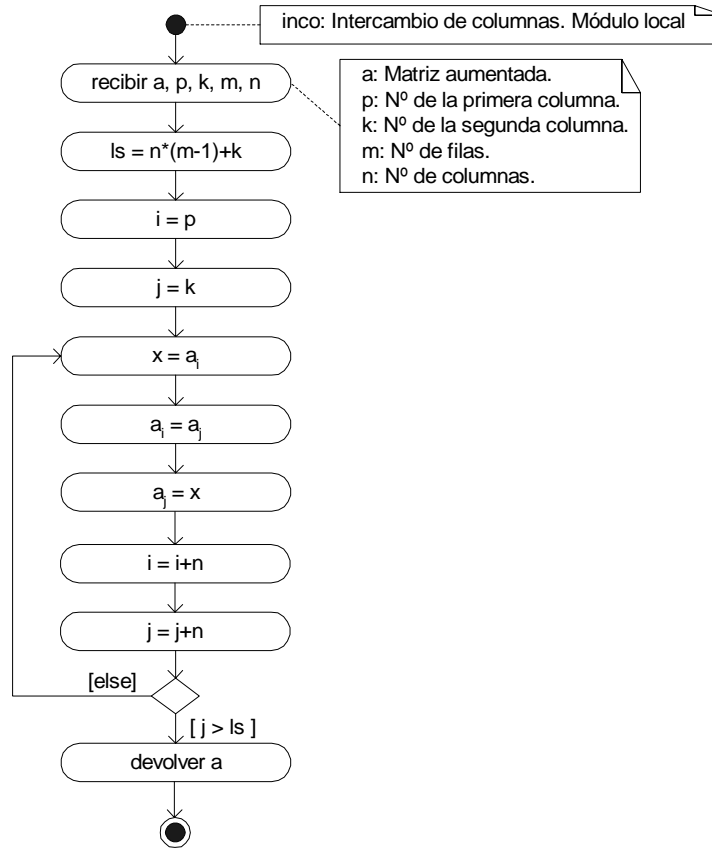 inco: Intercambio de columnas. Módulo local
recibir a, p, k, m, n
a: Matriz aumentada.
p: Nº de la primera columna.
k: Nº de la segunda columna.
m: Nº de filas.
n: Nº de columnas.
ls = n*(m-1)+k
i = p
j = k
x = aᵢ
aᵢ = aⱼ
aⱼ = x
i = i+n
j = j+n
[else]
[ j > ls ]
devolver a